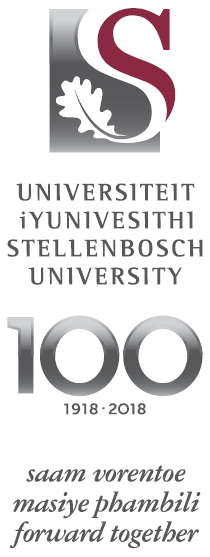 S
UNIVERSITEIT
iYUNIVESITHI
STELLENBOSCH
UNIVERSITY
100
1918 · 2018
saam vorentoe
masiye phambili
forward together